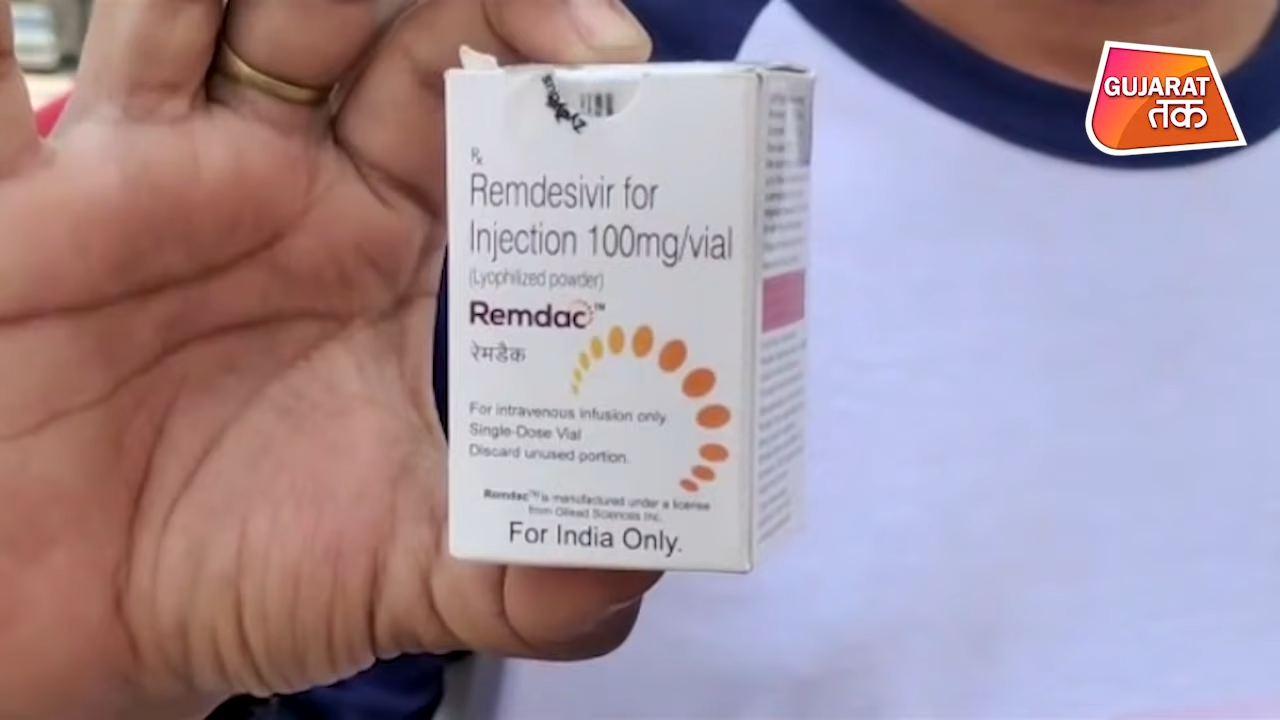 GUJARAT
तक
Rx
Remdesivir for
Injection 100mg/vial
(Lyophilized powder)
Remdac™
रेमडैक
For intravenous infusion only
Single-Dose Vial
Discard unused portion.
Remdac™ is manufactured under a license
from Gilead Sciences Inc.
For India Only.